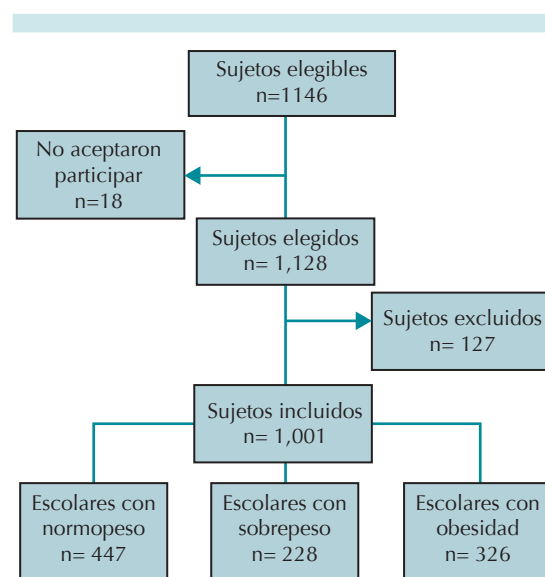 Sujetos elegibles
n=1146
No aceptaron
participar
n=18
Sujetos elegidos
n= 1,128
Sujetos excluidos
n= 127
Sujetos incluidos
n= 1,001
Escolares con
normopeso
n= 447
Escolares con
sobrepeso
n= 228
Escolares con
obesidad
n= 326